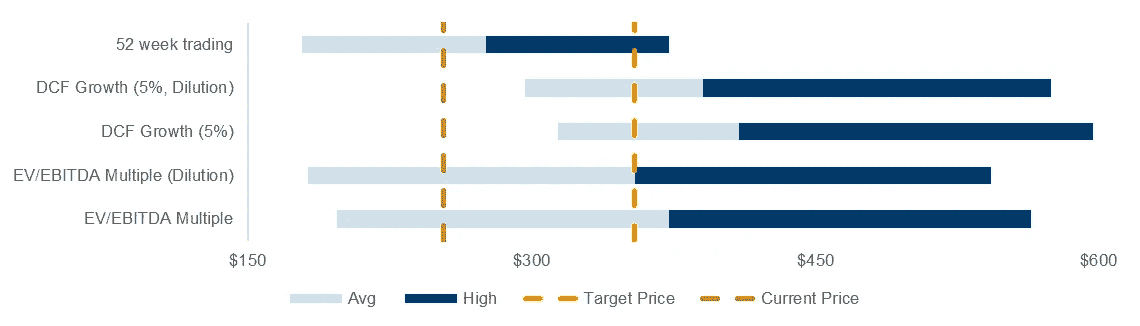 52 week trading
DCF Growth (5%, Dilution)
DCF Growth (5%)
EV/EBITDA Multiple (Dilution)
EV/EBITDA Multiple
$150 $300 $450 $600
Avg High Target Price Current Price